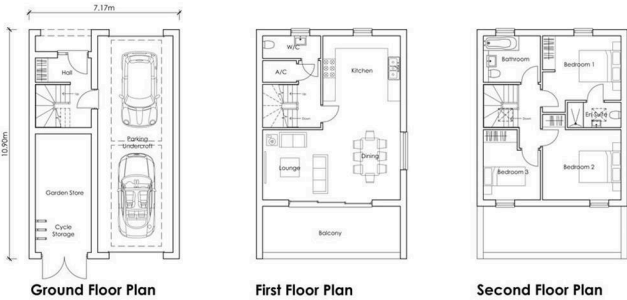 7.17m
10.90m
Hall
Up
Parking
Undercroft
Garden Store
Cycle
Storage
Ground Floor Plan
W/C
A/C
Kitchen
Lounge
Dining
Balcony
First Floor Plan
Bathroom
Bedroom 1
En-Suite
Bedroom 3
Bedroom 2
Second Floor Plan